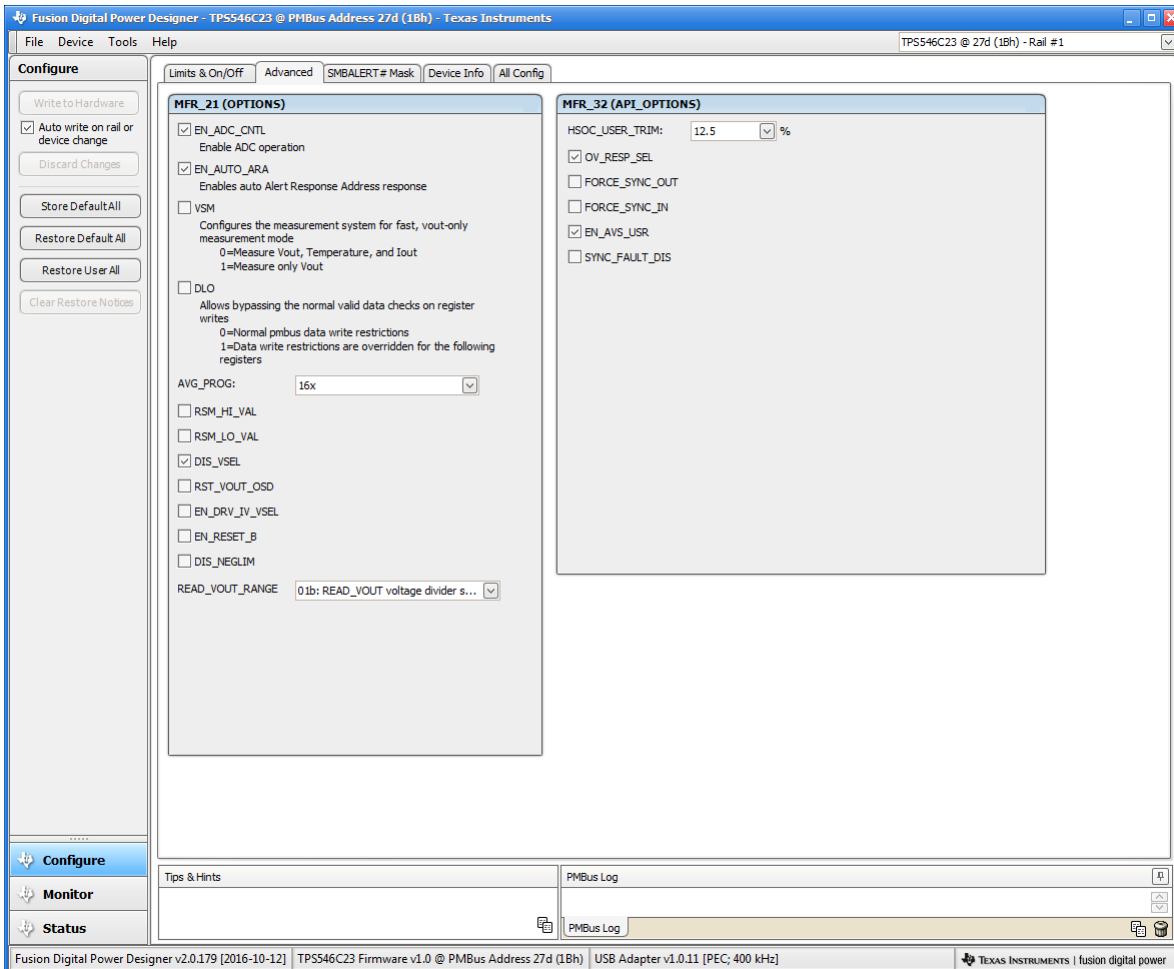 Fusion Digital Power Designer - TPS546C23 @ PMBus Address 27d (1Bh) - Texas Instruments
File Device Tools Help
TPS546C23 @ 27d (1Bh) - Rail #1
Configure
Write to Hardware
Auto write on rail or
device change
Discard Changes
Store Default All
Restore Default All
Restore User All
Clear Restore Notices
Limits & On/Off Advanced SMBALERT# Mask Device Info All Config
MFR_21 (OPTIONS)
EN_ADC_CNTL
Enable ADC operation
EN_AUTO_ARA
Enables auto Alert Response Address response
VSM
Configures the measurement system for fast, vout-only
measurement mode
0=Measure Vout, Temperature, and Iout
1=Measure only Vout
DLO
Allows bypassing the normal valid data checks on register
writes
0=Normal pmbus data write restrictions
1=Data write restrictions are overridden for the following
registers
AVG_PROG: 16x
RSM_HI_VAL
RSM_LO_VAL
DIS_VSEL
RST_VOUT_OSD
EN_DRV_IV_VSEL
EN_RESET_B
DIS_NEGLIM
READ_VOUT_RANGE 01b: READ_VOUT voltage divider s...
MFR_32 (API_OPTIONS)
HSOC_USER_TRIM: 12.5 %
OV_RESP_SEL
FORCE_SYNC_OUT
FORCE_SYNC_IN
EN_AVS_USR
SYNC_FAULT_DIS
Configure
Monitor
Status
Tips & Hints
PMBus Log
PMBus Log
Fusion Digital Power Designer v2.0.179 [2016-10-12] TPS546C23 Firmware v1.0 @ PMBus Address 27d (1Bh) USB Adapter v1.0.11 [PEC; 400 kHz] TEXAS INSTRUMENTS | fusion digital power